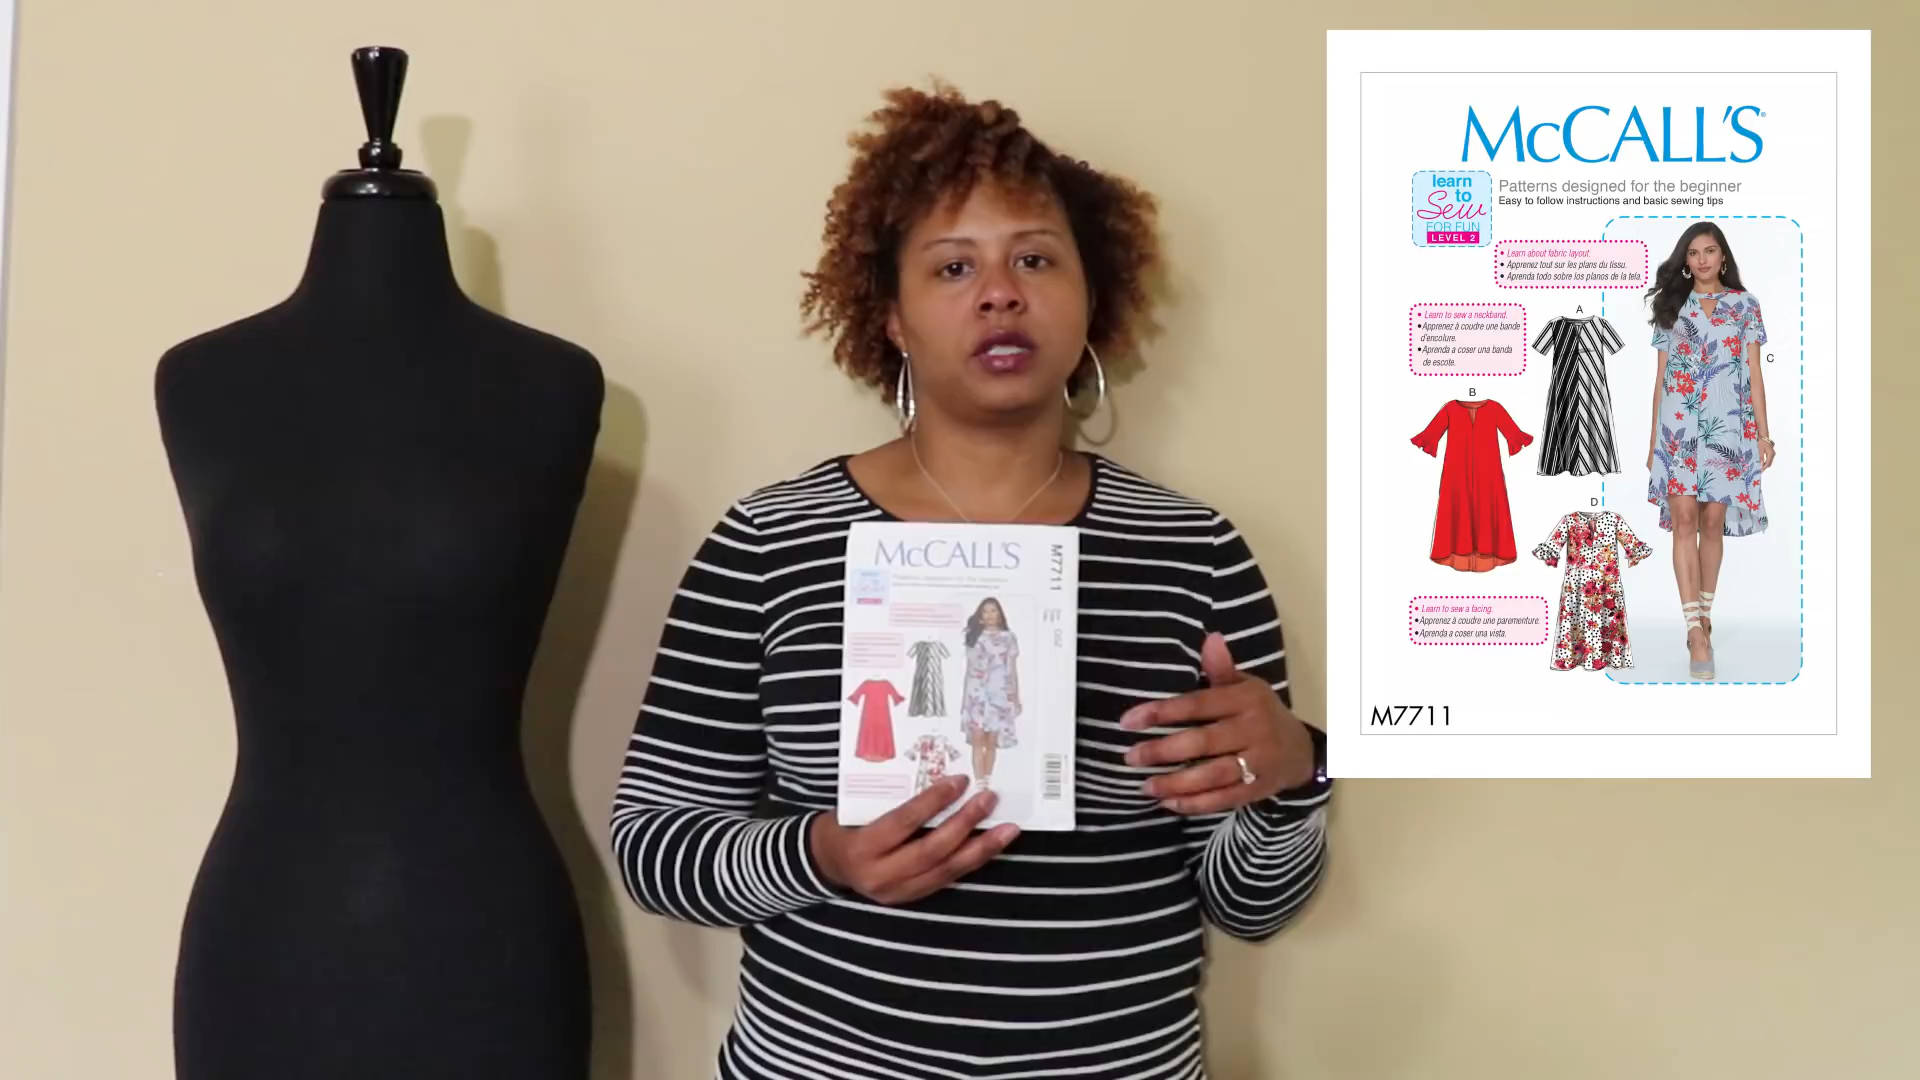 McCALL'S
M7711
McCALL'S
learn
to
Sew
FOR FUN
LEVEL 2
Patterns designed for the beginner
Easy to follow instructions and basic sewing tips
• Learn about fabric layout.
• Apprenez tout sur les plans du tissu.
• Aprenda todo sobre los planos de la tela.
• Learn to sew a neckband.
• Apprenez à coudre une bande
d'encolure.
• Aprenda a coser una banda
de escote.
A
C
B
D
• Learn to sew a facing.
• Apprenez à coudre une parementure.
• Aprenda a coser una vista.
M7711